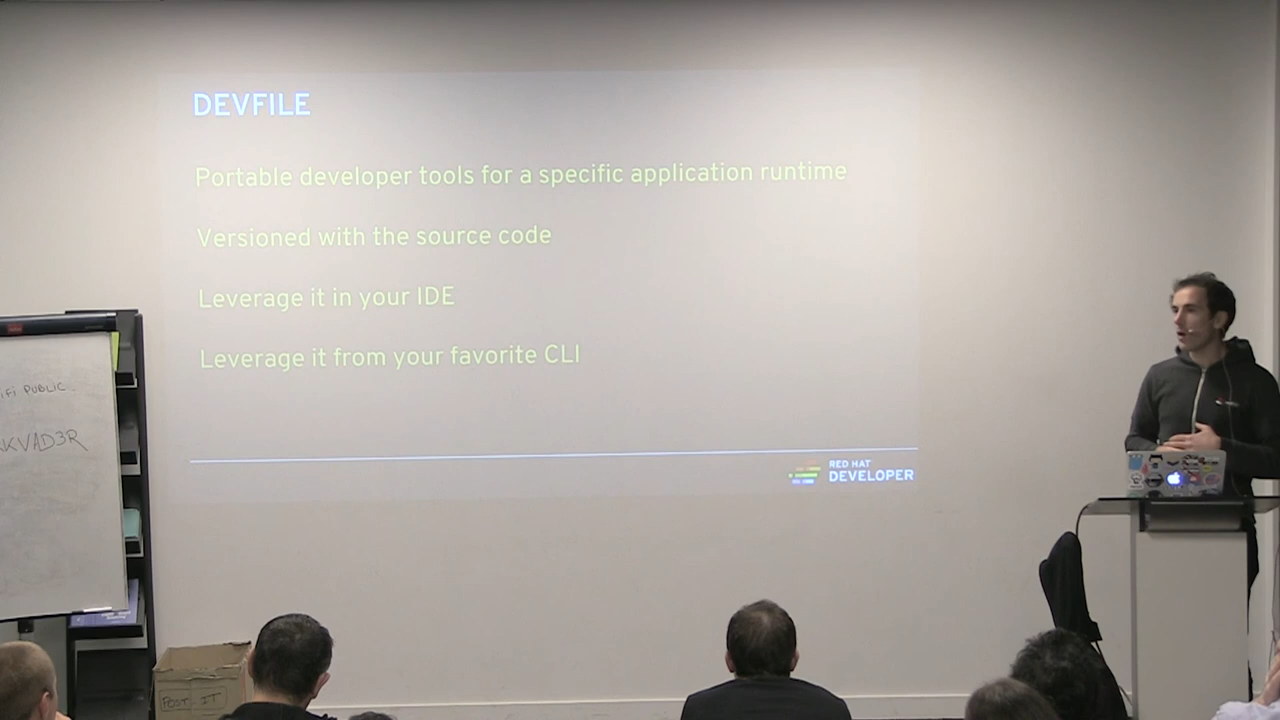 DEVFILE
Portable developer tools for a specific application runtime
Versioned with the source code
Leverage it in your IDE
Leverage it from your favorite CLI
RED HAT
DEVELOPER
PUBLIC
KVAD3R
POST IT